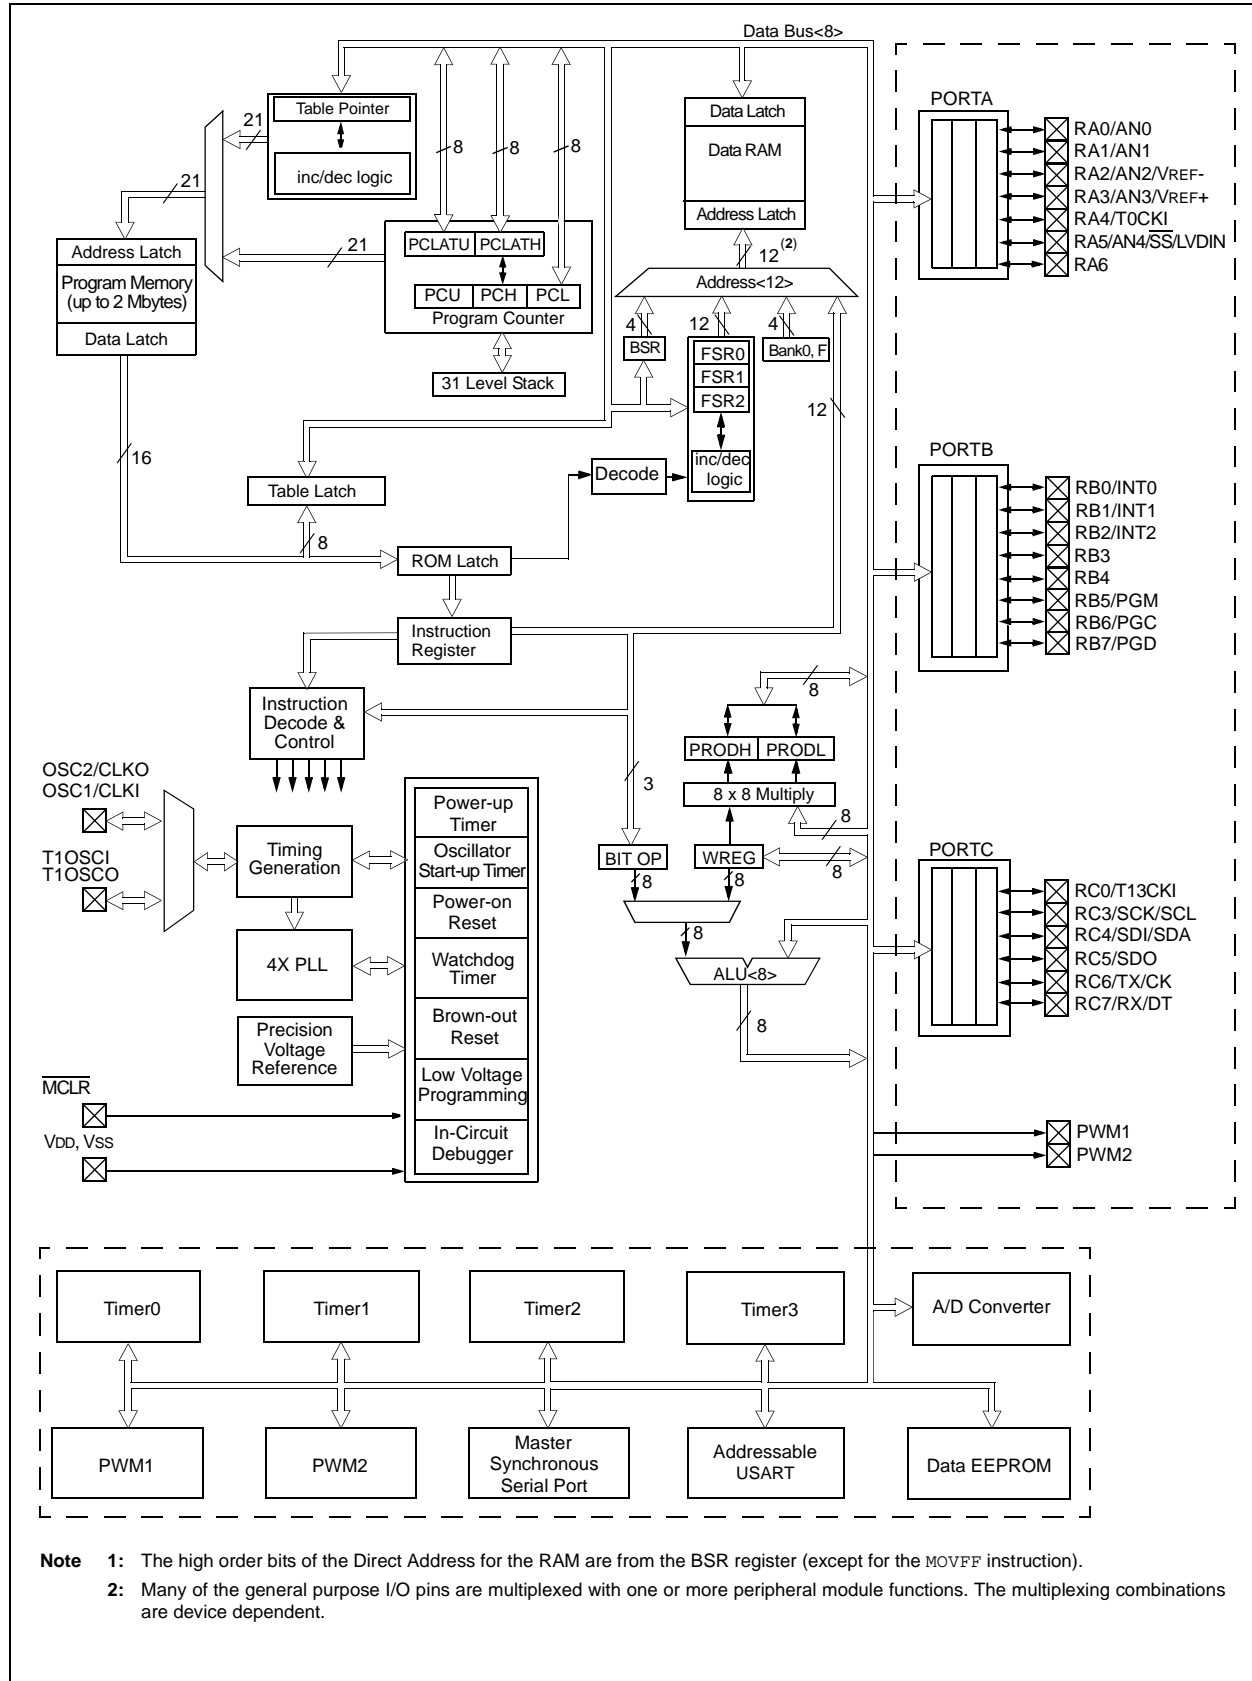 Data Bus<8>
PORTA
Table Pointer
Data Latch
21
RA0/AN0
8
8
8
Data RAM
RA1/AN1
inc/dec logic
RA2/AN2/VREF-
21
RA3/AN3/VREF+
Address Latch
RA4/T0CKI
21
PCLATU
PCLATH
12(2)
RA5/AN4/SS/LVDIN
Address Latch
RA6
Program Memory
(up to 2 Mbytes)
Address<12>
PCU
PCH
PCL
Program Counter
4
12
4
Data Latch
BSR
FSR0
Bank0, F
FSR1
31 Level Stack
FSR2
12
16
inc/dec
logic
PORTB
Decode
Table Latch
RB0/INT0
RB1/INT1
8
RB2/INT2
ROM Latch
RB3
RB4
RB5/PGM
Instruction
Register
RB6/PGC
RB7/PGD
8
Instruction
Decode &
Control
PRODH
PRODL
OSC2/CLKO
OSC1/CLKI
3
8 x 8 Multiply
Power-up
Timer
8
T1OSCI
T1OSCO
Timing
Generation
Oscillator
Start-up Timer
BIT OP
WREG
8
PORTC
8
8
RC0/T13CKI
Power-on
Reset
RC3/SCK/SCL
8
RC4/SDI/SDA
4X PLL
Watchdog
Timer
ALU<8>
RC5/SDO
RC6/TX/CK
RC7/RX/DT
Precision
Voltage
Reference
Brown-out
Reset
8
MCLR
Low Voltage
Programming
VDD, VSS
In-Circuit
Debugger
PWM1
PWM2
Timer0
Timer1
Timer2
Timer3
A/D Converter
PWM1
PWM2
Master
Synchronous
Serial Port
Addressable
USART
Data EEPROM
Note 1: The high order bits of the Direct Address for the RAM are from the BSR register (except for the MOVFF instruction).
2: Many of the general purpose I/O pins are multiplexed with one or more peripheral module functions. The multiplexing combinations
are device dependent.